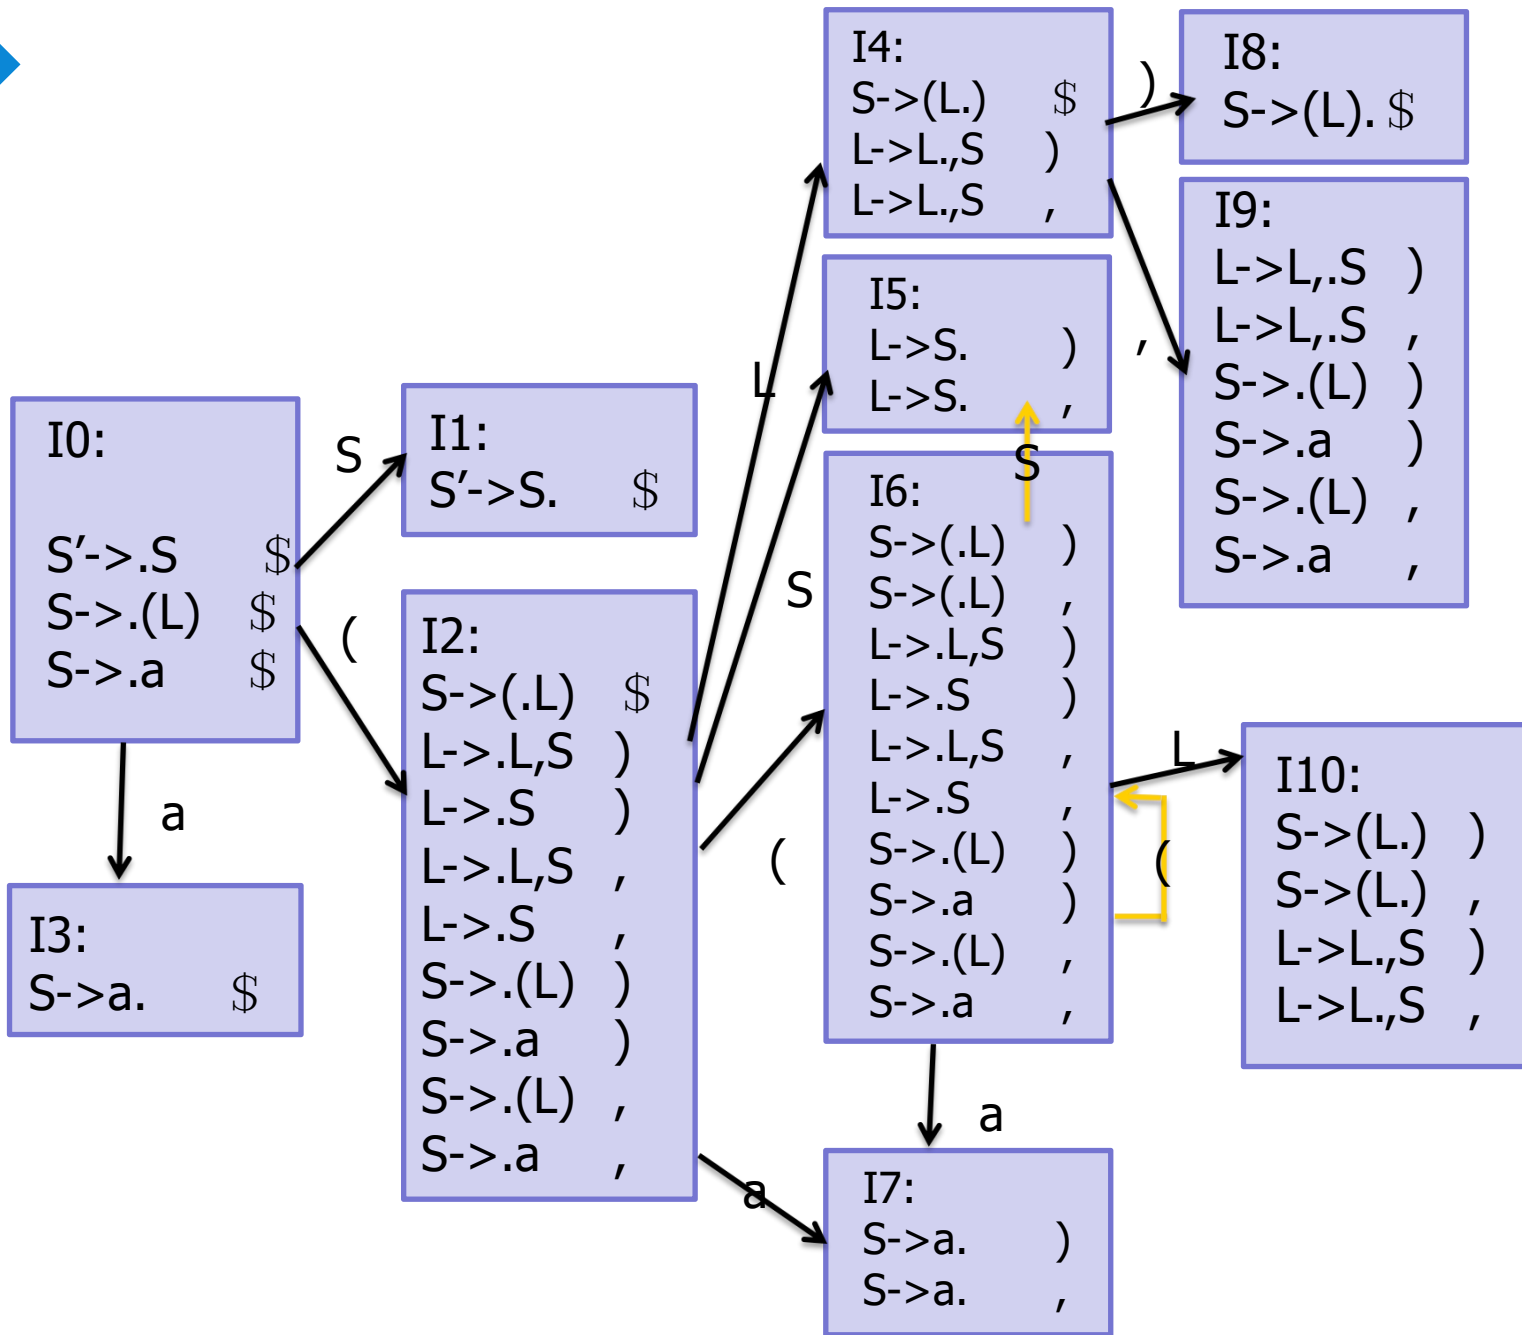 I0:
S'->.S $
S->.(L) $
S->.a $
S
(
a
I1:
S'->S. $
I2:
S->(.L) $
L->.L,S )
L->.S )
L->.L,S ,
L->.S ,
S->.(L) )
S->.a )
S->.(L) ,
S->.a ,
I3:
S->a. $
L
S
(
a
I4:
S->(L.) $
L->L.,S )
L->L.,S ,
)
,
I5:
L->S. )
L->S. ,
S
I6:
S->(.L) )
S->(.L) ,
L->.L,S )
L->.S )
L->.L,S ,
L->.S ,
S->.(L) )
S->.a )
S->.(L) ,
S->.a ,
L
(
a
I7:
S->a. )
S->a. ,
I8:
S->(L). $
I9:
L->L,.S )
L->L,.S ,
S->.(L) )
S->.a )
S->.(L) ,
S->.a ,
I10:
S->(L.) )
S->(L.) ,
L->L.,S )
L->L.,S ,